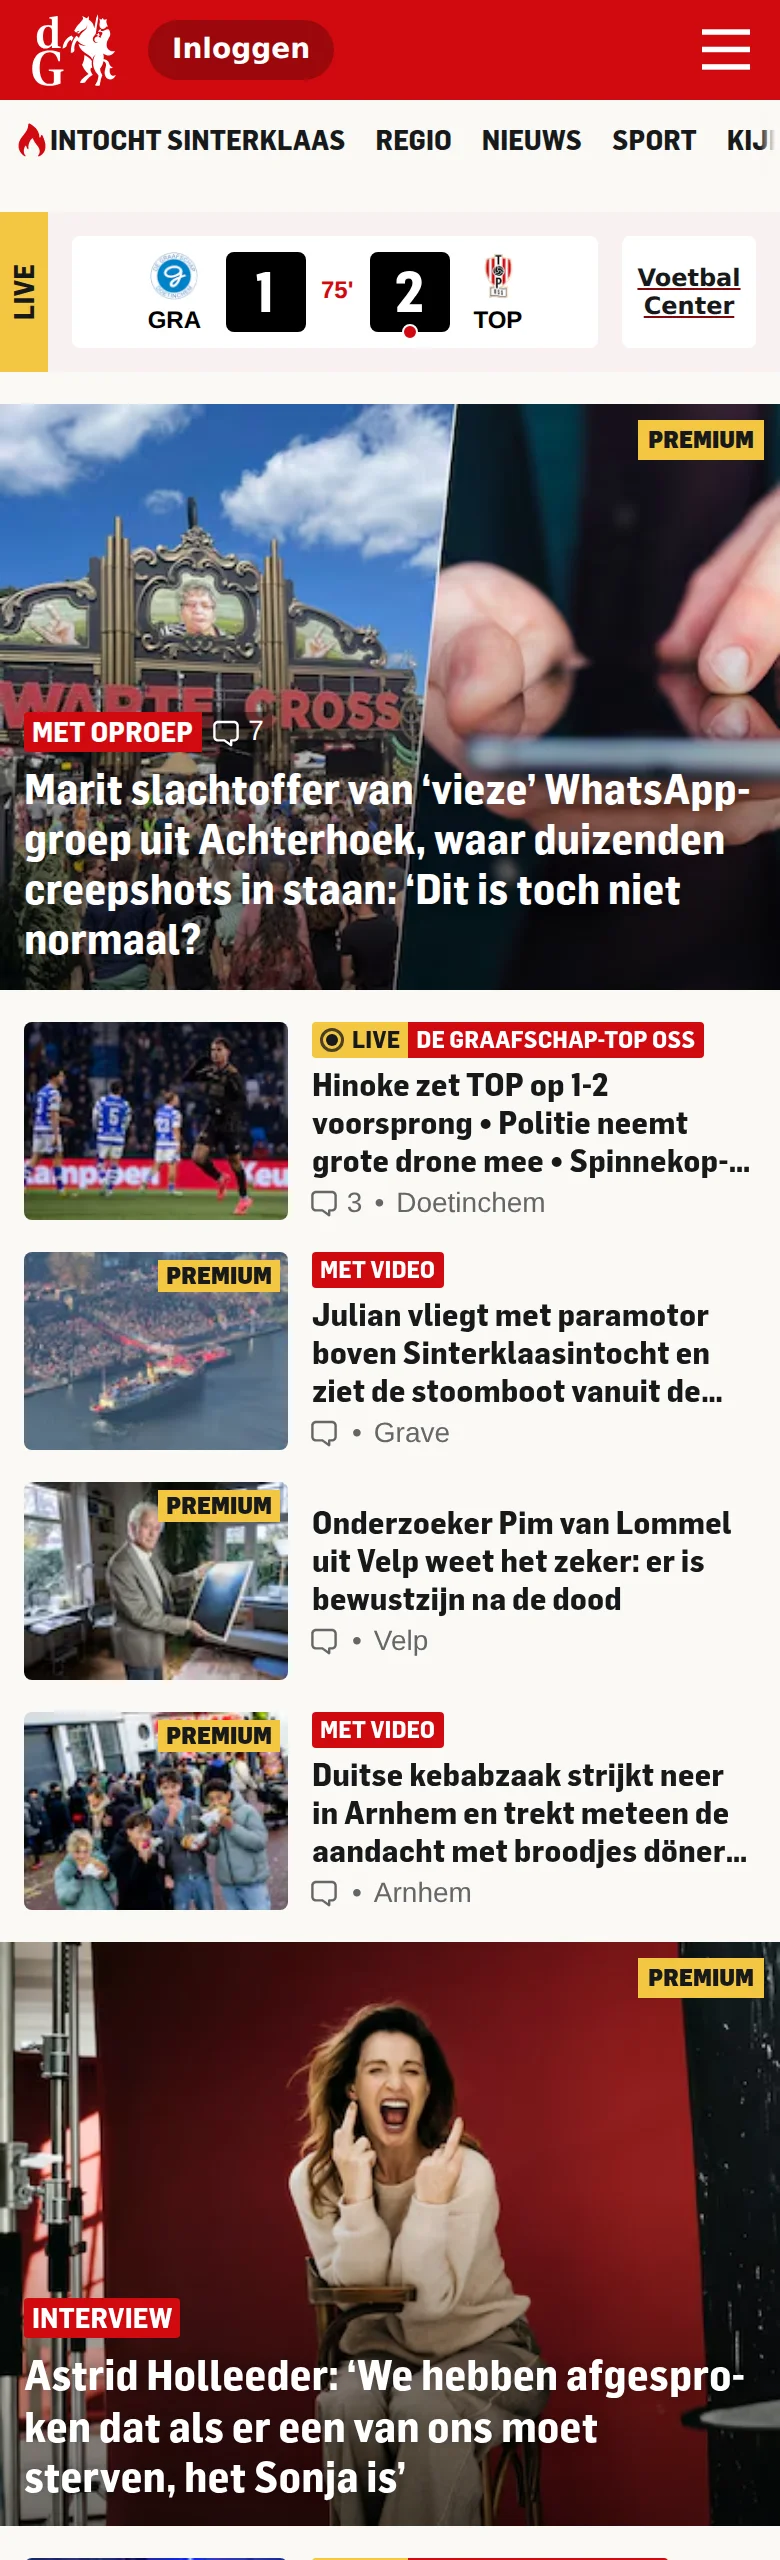 dG
Inloggen
INTOCHT SINTERKLAAS REGIO NIEUWS SPORT
LIVE
GRA
1
75'
2
TOP
Voetbal
Center
PREMIUM
WARTE CROSS
MET OPROEP 7
Marit slachtoffer van ‘vieze’ WhatsApp-
groep uit Achterhoek, waar duizenden
creepshots in staan: ‘Dit is toch niet
normaal?
LIVE DE GRAAFSCHAP-TOP OSS
Hinoke zet TOP op 1-2
voorsprong • Politie neemt
grote drone mee • Spinnekop-...
3 • Doetinchem
PREMIUM
MET VIDEO
Julian vliegt met paramotor
boven Sinterklaasintocht en
ziet de stoomboot vanuit de...
• Grave
PREMIUM
Onderzoeker Pim van Lommel
uit Velp weet het zeker: er is
bewustzijn na de dood
• Velp
PREMIUM
MET VIDEO
Duitse kebabzaak strijkt neer
in Arnhem en trekt meteen de
aandacht met broodjes döner...
• Arnhem
PREMIUM
INTERVIEW
Astrid Holleeder: ‘We hebben afgespro-
ken dat als er een van ons moet
sterven, het Sonja is’